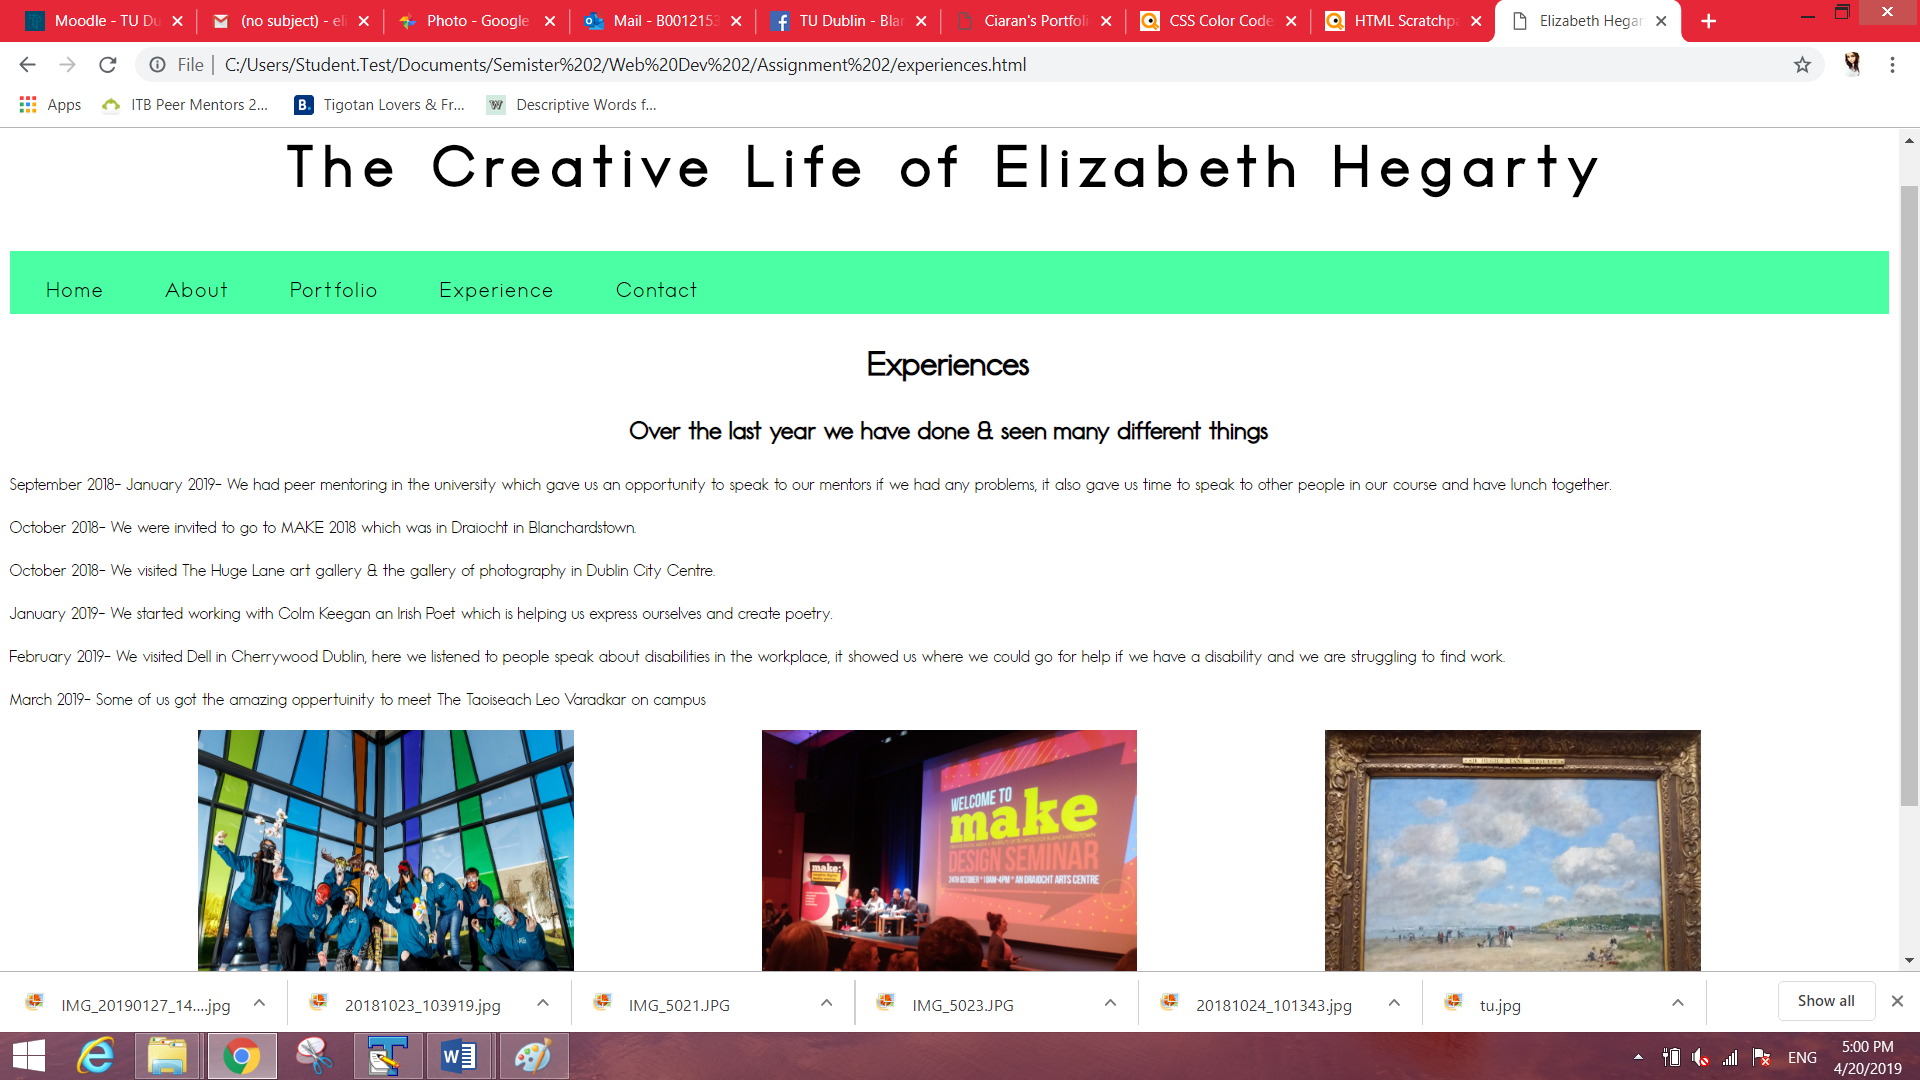 Moodle - TU Du
(no subject) - eli
Photo - Google
Mail - B0012153
TU Dublin - Blan
Ciaran's Portfoli
CSS Color Code
HTML Scratchpa
Elizabeth Hegar
File | C:/Users/Student.Test/Documents/Semister%202/Web%20Dev%202/Assignment%202/experiences.html
Apps
ITB Peer Mentors 2...
Tigotan Lovers & Fr...
Descriptive Words f...
The Creative Life of Elizabeth Hegarty
Home
About
Portfolio
Experience
Contact
Experiences
Over the last year we have done & seen many different things
September 2018- January 2019- We had peer mentoring in the university which gave us an opportunity to speak to our mentors if we had any problems, it also gave us time to speak to other people in our course and have lunch together.
October 2018- We were invited to go to MAKE 2018 which was in Draiocht in Blanchardstown.
October 2018- We visited The Huge Lane art gallery & the gallery of photography in Dublin City Centre.
January 2019- We started working with Colm Keegan an Irish Poet which is helping us express ourselves and create poetry.
February 2019- We visited Dell in Cherrywood Dublin, here we listened to people speak about disabilities in the workplace, it showed us where we could go for help if we have a disability and we are struggling to find work.
March 2019- Some of us got the amazing oppertuinity to meet The Taoiseach Leo Varadkar on campus
WELCOME TO
make
DESIGN SEMINAR
24TH OCTOBER * 10AM-4PM * AN DRAIOCHT ARTS CENTRE
make:
IMG_20190127_14....jpg
20181023_103919.jpg
IMG_5021.JPG
IMG_5023.JPG
20181024_101343.jpg
tu.jpg
Show all
ENG
5:00 PM
4/20/2019